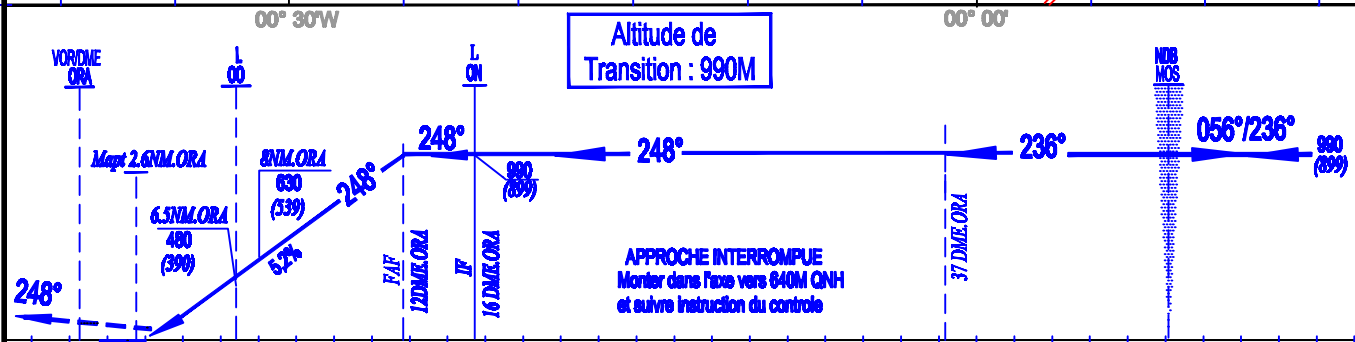 00° 30'W
00° 00'
Altitude de
Transition : 990M
VOR/DME
ORA
L
OO
L
ON
NDB
MOS
248°
248°
236°
056°/236°
990
(899)
990
(899)
Mapt 2.6NM.ORA
8NM.ORA
630
(539)
248°
6.5NM.ORA
480
(390)
5,2%
248°
FAF
12DME.ORA
IF
16 DME.ORA
37 DME.ORA
APPROCHE INTERROMPUE
Monter dans l'axe vers 640M QNH
et suivre instruction du controle